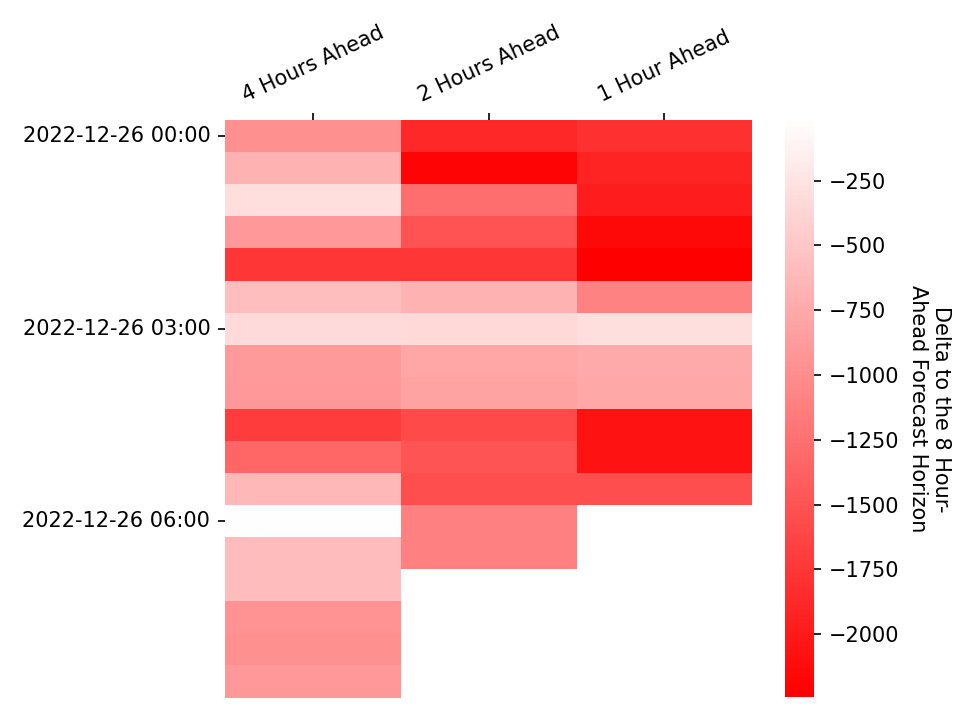 4 Hours Ahead
2 Hours Ahead
1 Hour Ahead
2022-12-26 00:00
2022-12-26 03:00
2022-12-26 06:00
−250
−500
−750
−1000
−1250
−1500
−1750
−2000
Delta to the 8 Hour-
Ahead Forecast Horizon